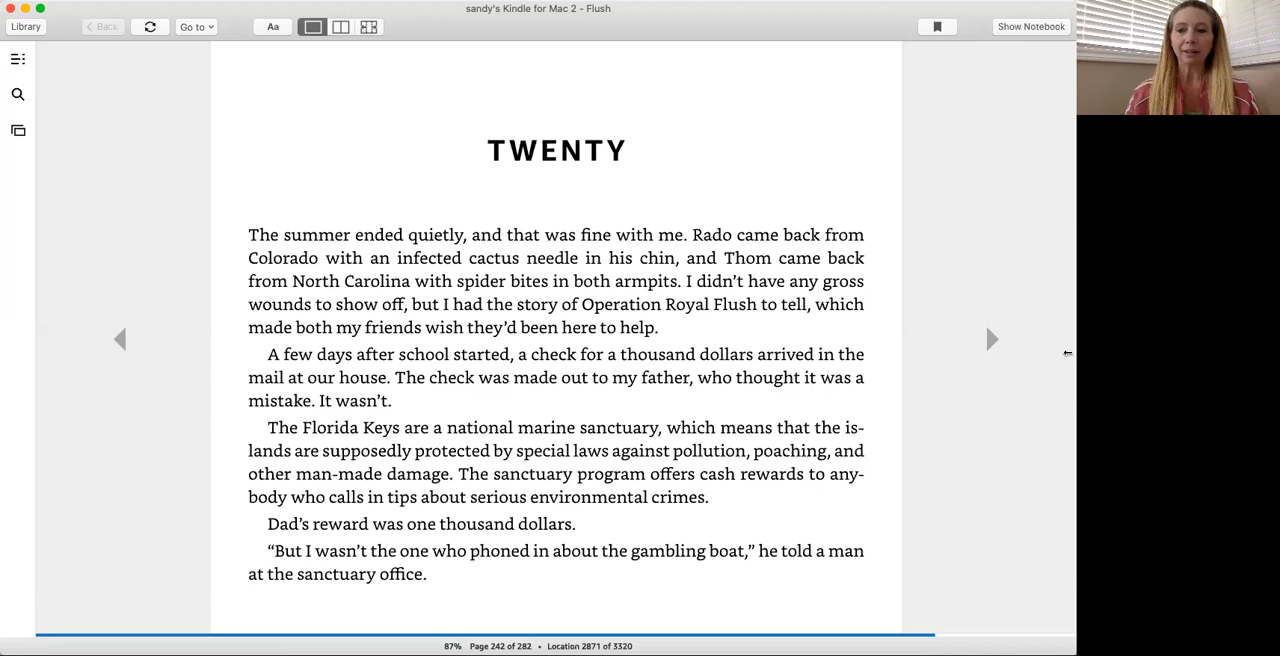 sandy's Kindle for Mac 2 - Flush
Library
Back
Go to
Aa
Show Notebook
TWENTY
The summer ended quietly, and that was fine with me. Rado came back from
Colorado with an infected cactus needle in his chin, and Thom came back
from North Carolina with spider bites in both armpits. I didn’t have any gross
wounds to show off, but I had the story of Operation Royal Flush to tell, which
made both my friends wish they’d been here to help.
A few days after school started, a check for a thousand dollars arrived in the
mail at our house. The check was made out to my father, who thought it was a
mistake. It wasn’t.
The Florida Keys are a national marine sanctuary, which means that the is-
lands are supposedly protected by special laws against pollution, poaching, and
other man-made damage. The sanctuary program offers cash rewards to any-
body who calls in tips about serious environmental crimes.
Dad’s reward was one thousand dollars.
“But I wasn’t the one who phoned in about the gambling boat,” he told a man
at the sanctuary office.
87% Page 242 of 282 • Location 2871 of 3320